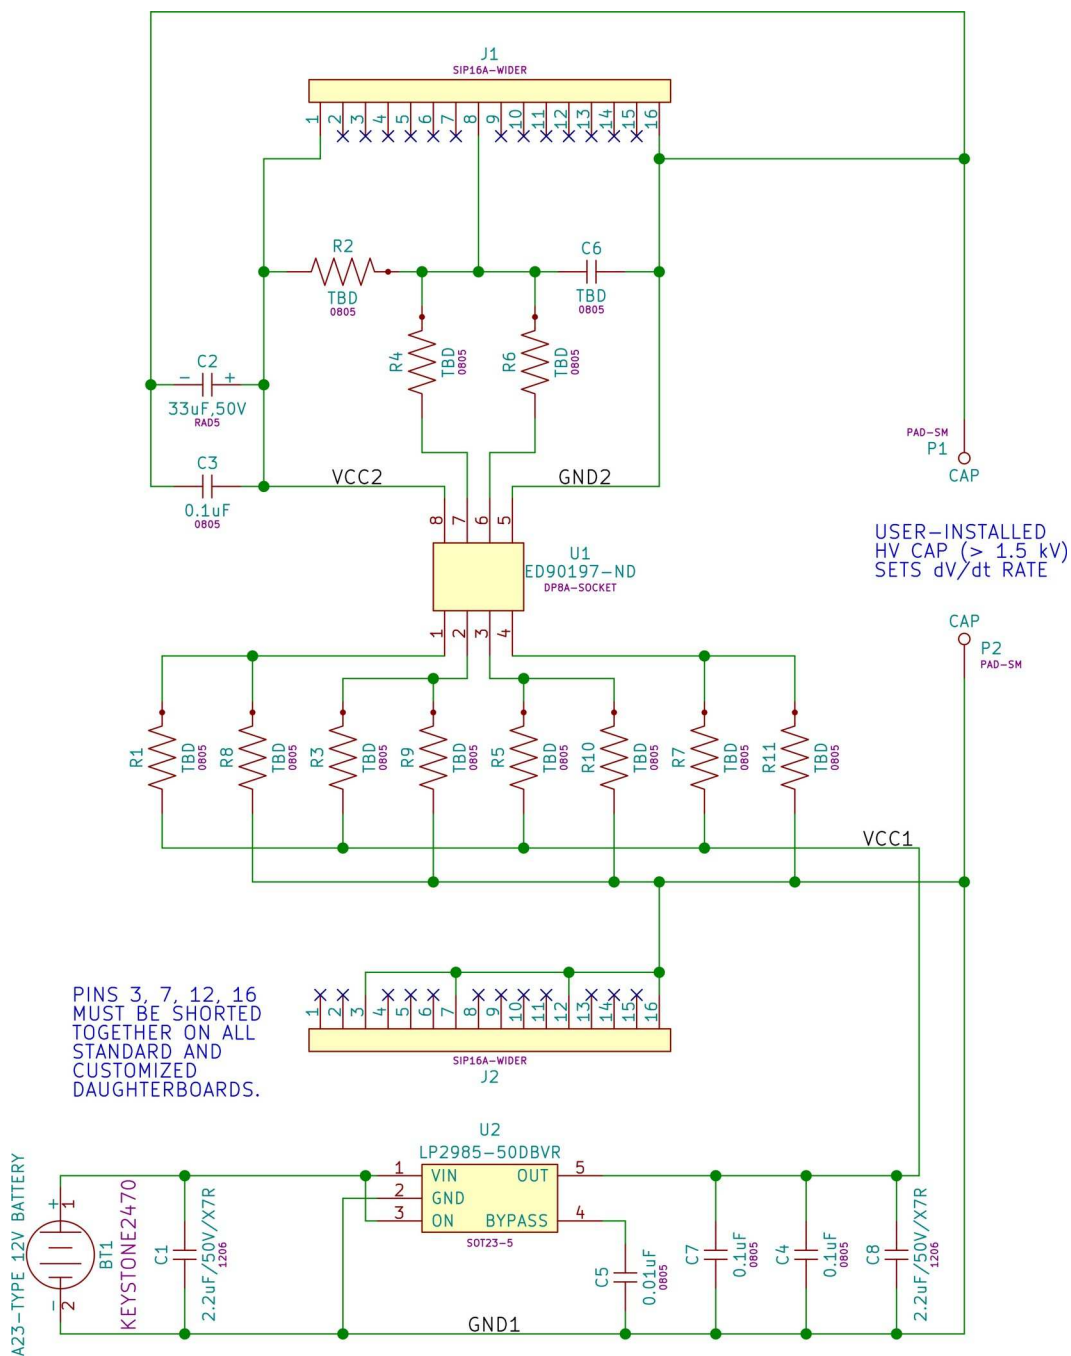 J1
SIP16A-WIDER
1 2 3 4 5 6 7 8 9 10 11 12 13 14 15 16
R2
TBD
0805
C6
TBD
0805
R4
TBD
0805
R6
TBD
0805
C2
- +
33uF,50V
RAD5
C3
0.1uF
0805
VCC2
GND2
PAD-SM
P1
CAP
USER-INSTALLED
HV CAP (> 1.5 kV)
SETS dV/dt RATE
8 7 6 5
U1
ED90197-ND
DP8A-SOCKET
1 2 3 4
CAP
P2
PAD-SM
R1
TBD
0805
R8
TBD
0805
R3
TBD
0805
R9
TBD
0805
R5
TBD
0805
R10
TBD
0805
R7
TBD
0805
R11
TBD
0805
VCC1
PINS 3, 7, 12, 16
MUST BE SHORTED
TOGETHER ON ALL
STANDARD AND
CUSTOMIZED
DAUGHTERBOARDS.
1 2 3 4 5 6 7 8 9 10 11 12 13 14 15 16
SIP16A-WIDER
J2
U2
LP2985-50DBVR
1 VIN OUT 5
2 GND
3 ON BYPASS 4
SOT23-5
A23-TYPE 12V BATTERY
+ 1
- 2
BT1
KEYSTONE2470
C1
2.2uF/50V/X7R
1206
C5
0.01uF
0805
C7
0.1uF
0805
C4
0.1uF
0805
C8
2.2uF/50V/X7R
1206
GND1